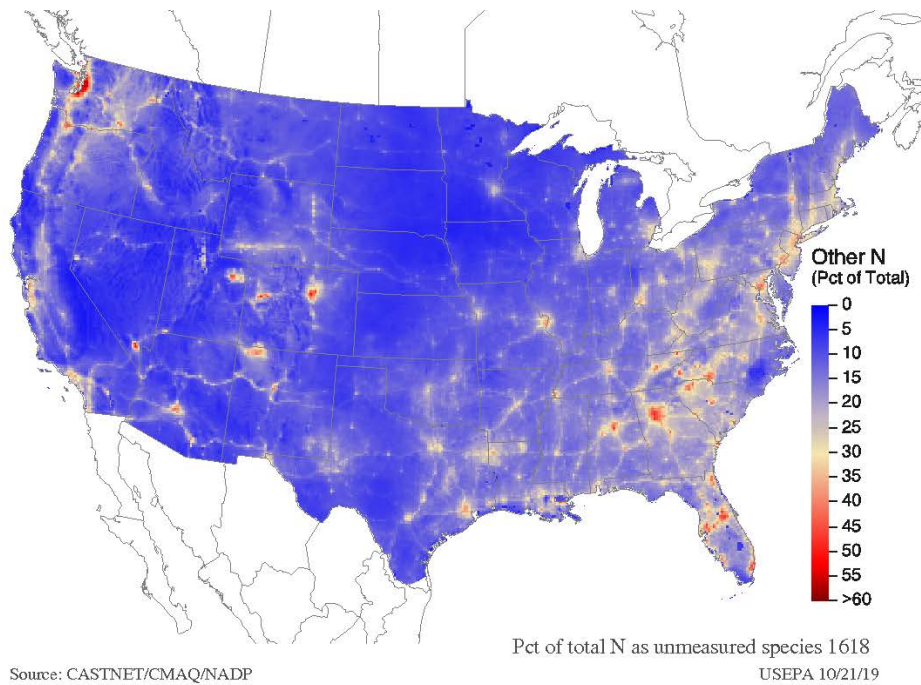 Other N
(Pct of Total)
0
5
10
15
20
25
30
35
40
45
50
55
>60
Pct of total N as unmeasured species 1618
Source: CASTNET/CMAQ/NADP
USEPA 10/21/19